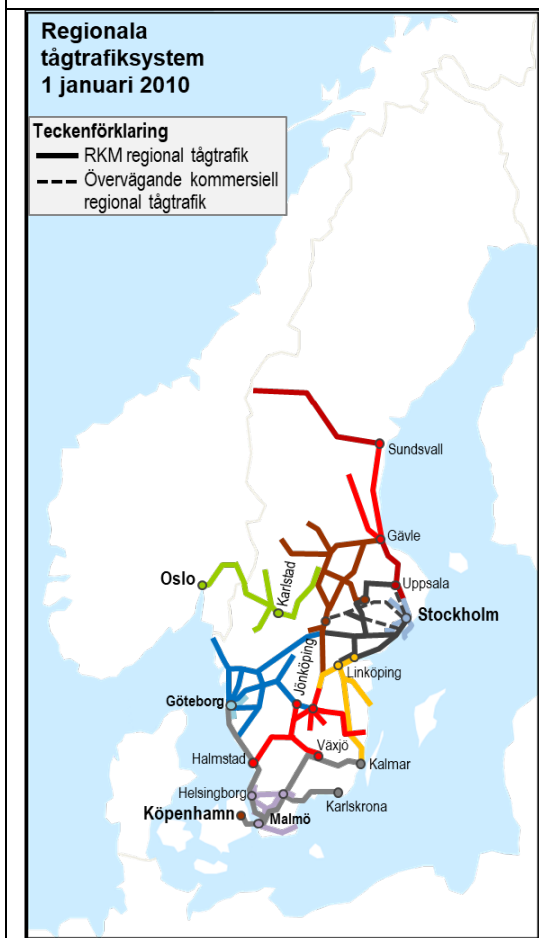 Regionala
tågtrafiksystem
1 januari 2010
Teckenförklaring
RKM regional tågtrafik
Övervägande kommersiell
regional tågtrafik
Sundsvall
Gävle
Oslo
Karlstad
Uppsala
Stockholm
Jönköping
Linköping
Göteborg
Växjö
Halmstad
Kalmar
Helsingborg
Karlskrona
Köpenhamn
Malmö